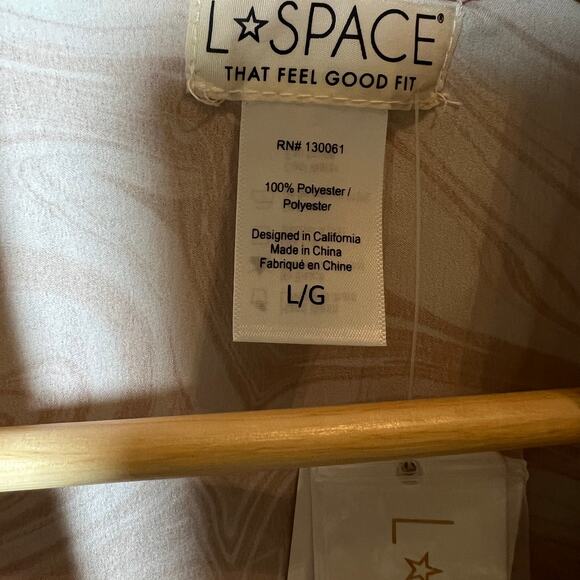 L☆SPACE®
THAT FEEL GOOD FIT
RN# 130061
100% Polyester /
Polyester
Designed in California
Made in China
Fabriqué en Chine
L/G
L☆